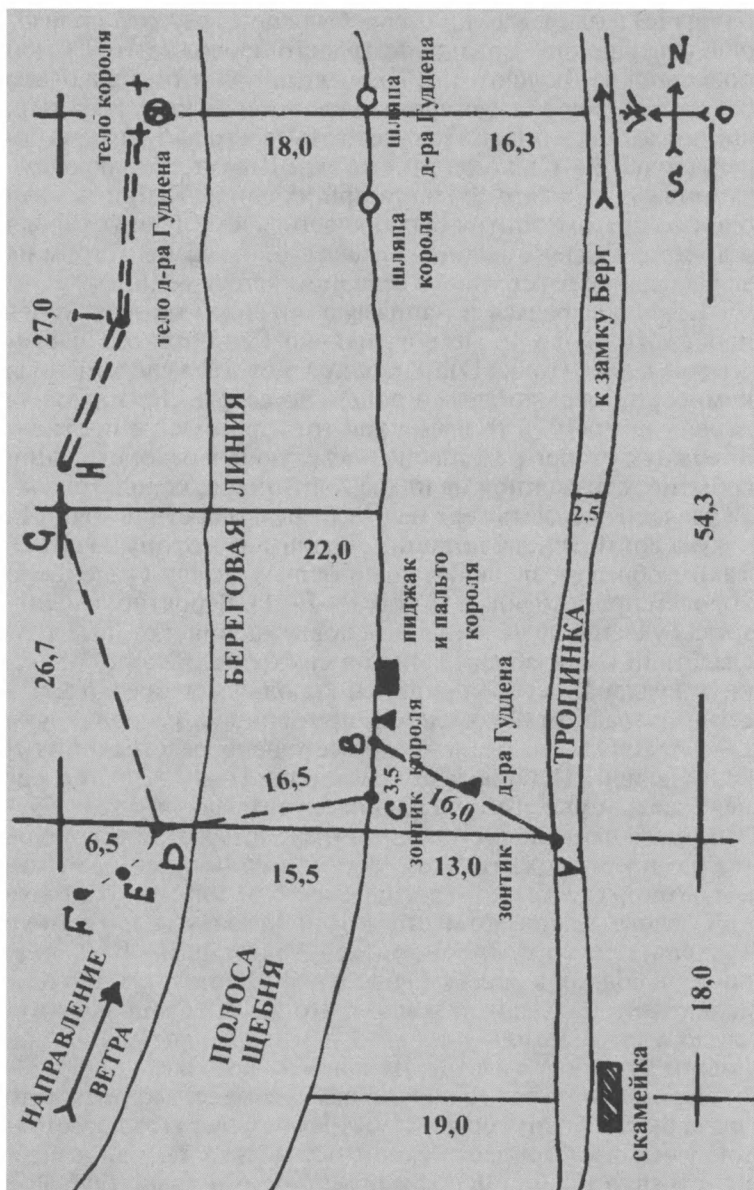 тело короля
тело д-ра Гуддена
18,0
шляпа
д-ра Гуддена
16,3
N
S
W
O
шляпа
короля
27,0
к замку Берг
H
G
БЕРЕГОВАЯ ЛИНИЯ
22,0
2,5
54,3
26,7
пиджак
и пальто
короля
ТРОПИНКА
B
зонтик короля
3,5
C
16,5
16,0
зонтик д-ра Гуддена
6,5
D
15,5
13,0
A
E
F
НАПРАВЛЕНИЕ
ВЕТРА
ПОЛОСА
ЩЕБНЯ
18,0
19,0
скамейка